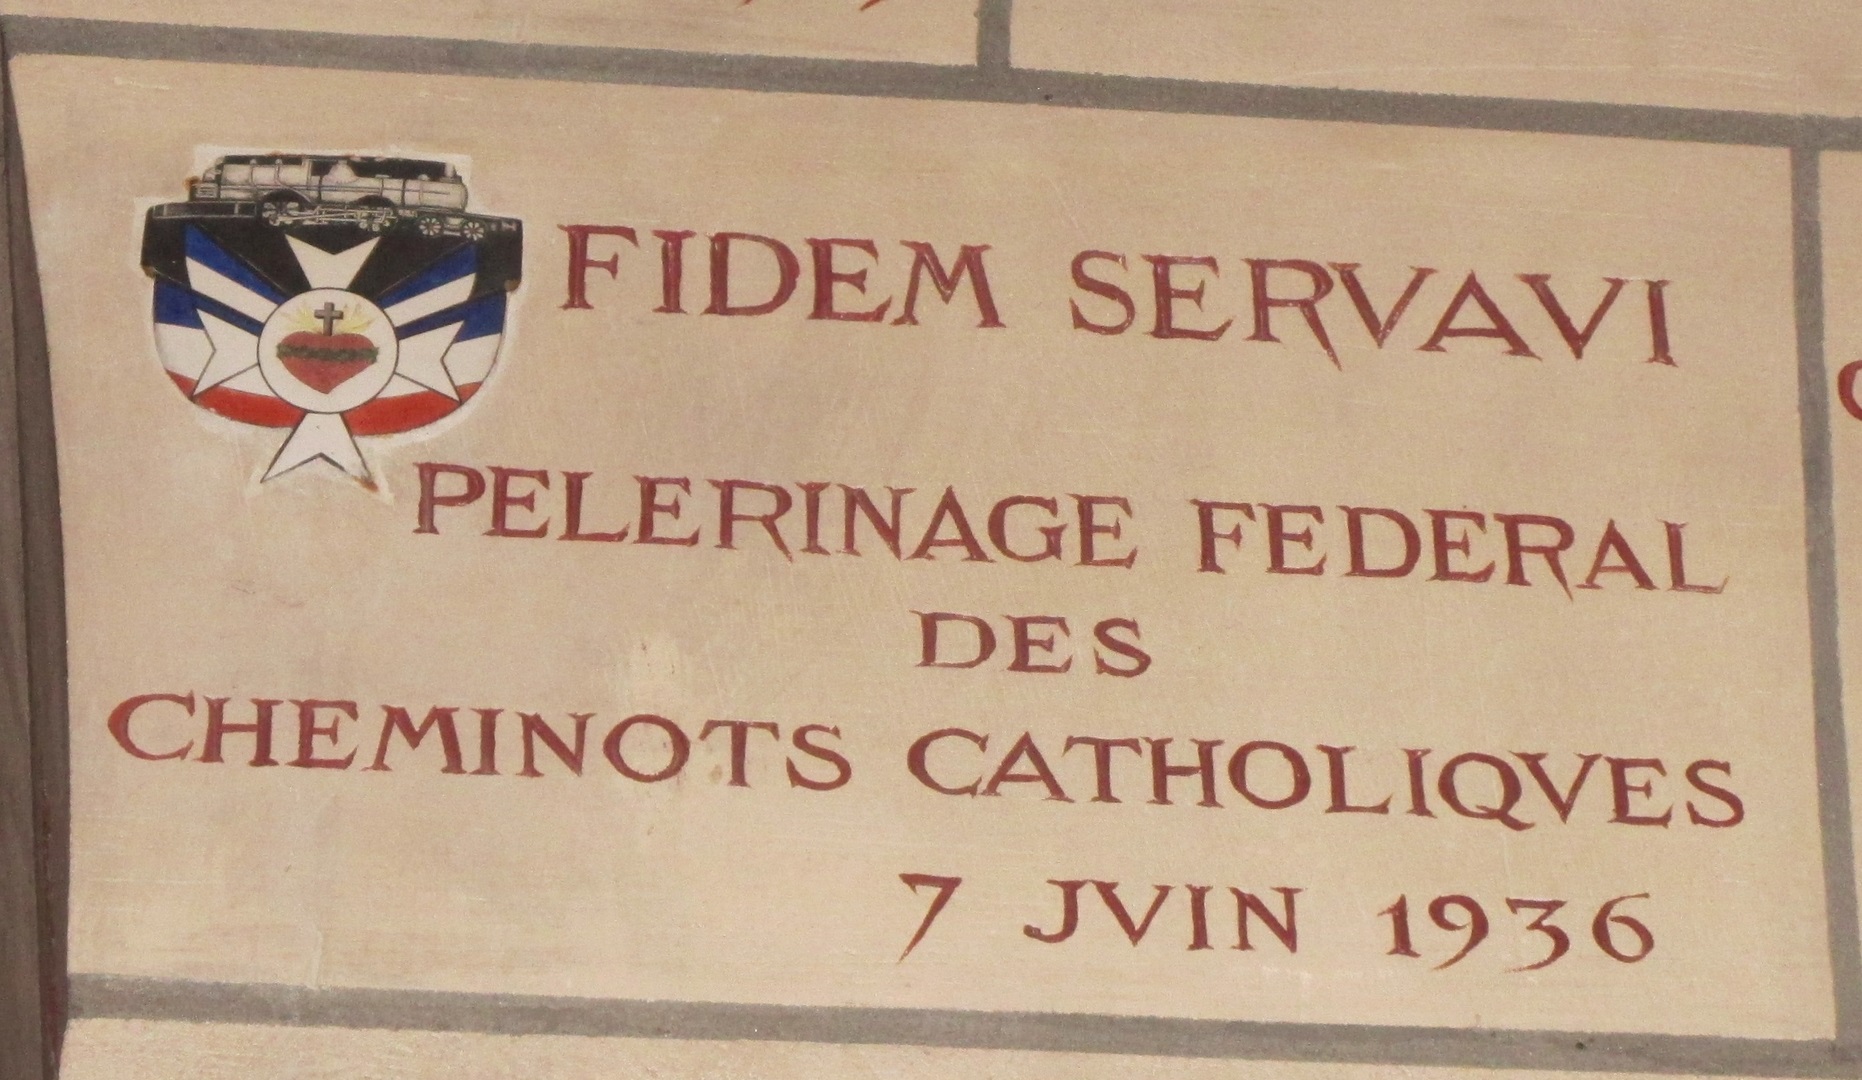 FIDEM SERVAVI
PELERINAGE FEDERAL
DES
CHEMINOTS CATHOLIQVES
7 JVIN 1936